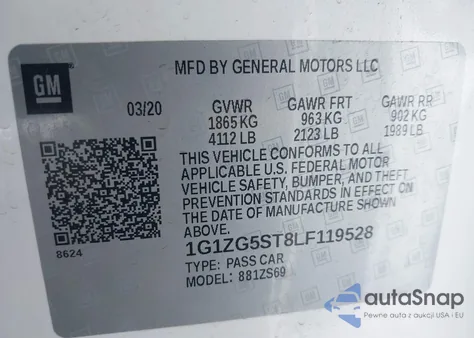 GM
MFD BY GENERAL MOTORS LLC
03/20 GVWR GAWR FRT GAWR RR
1865 KG 963 KG 902 KG
4112 LB 2123 LB 1989 LB
THIS VEHICLE CONFORMS TO ALL
APPLICABLE U.S. FEDERAL MOTOR
VEHICLE SAFETY, BUMPER, AND THEFT
PREVENTION STANDARDS IN EFFECT ON
THE DATE OF MANUFACTURE SHOWN
ABOVE.
8624
1G1ZG5ST8LF119528
TYPE: PASS CAR
MODEL: 881ZS69
autoSnap
Pewne auta z USA i EU